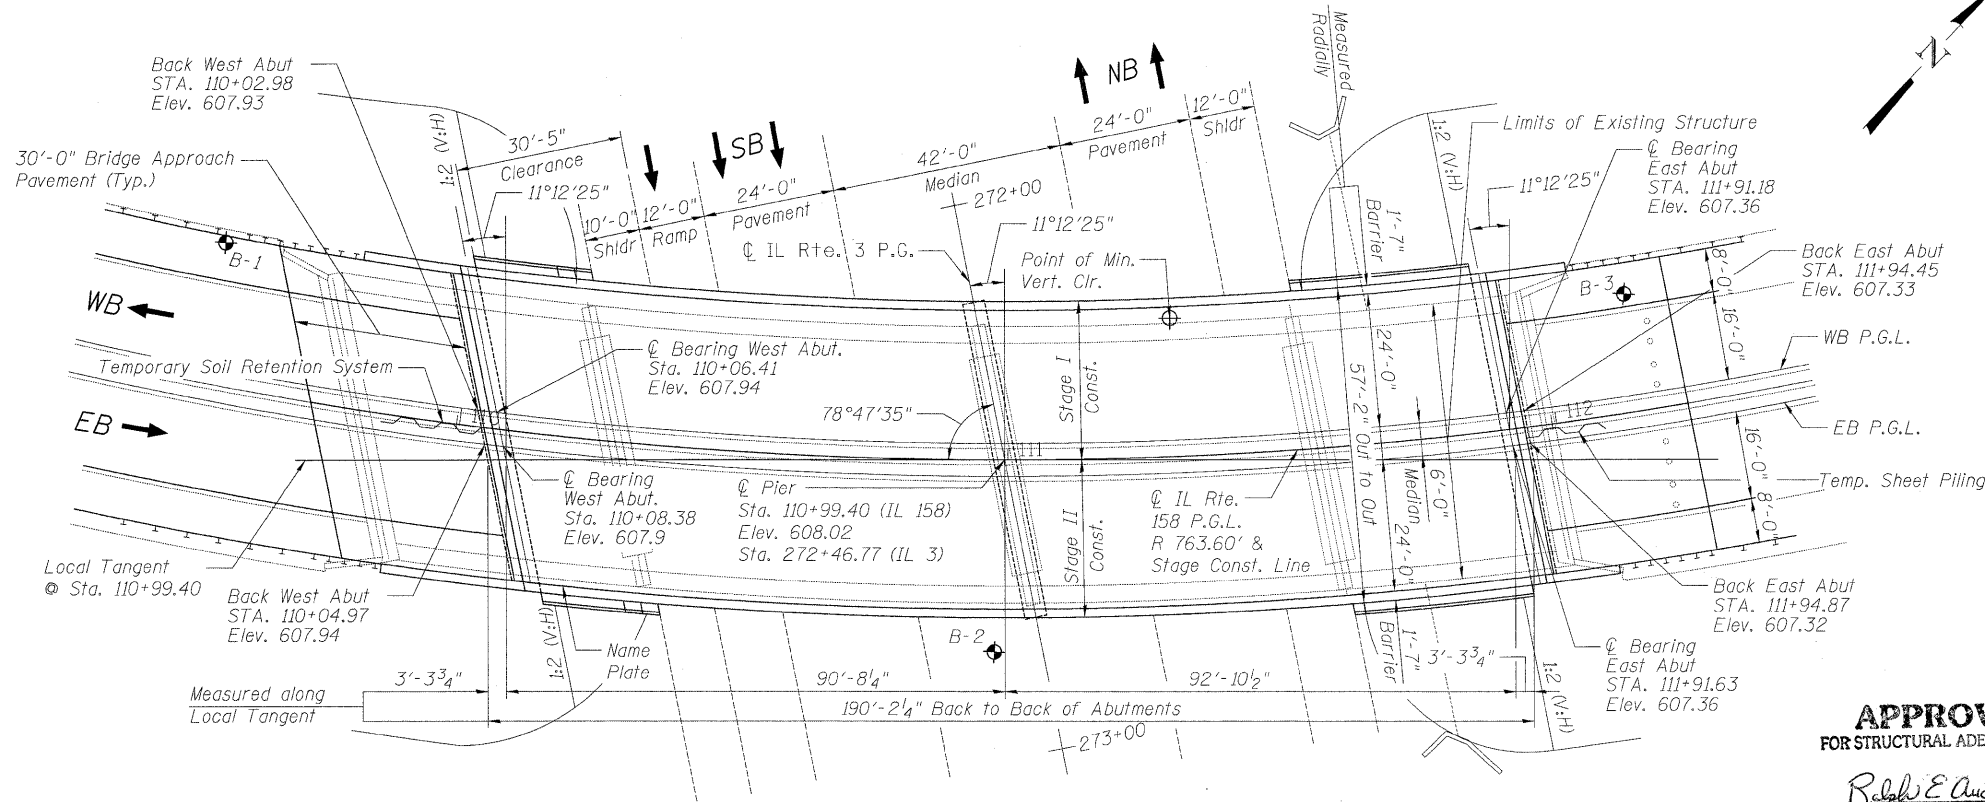 Back West Abut
STA. 110+02.98
Elev. 607.93
30'-0" Bridge Approach
Pavement (Typ.)
1:2 (V:H)
30'-5"
Clearance
11°12'25"
10'-0"
Shldr
12'-0"
Ramp
SB
24'-0"
Pavement
42'-0"
Median
272+00
NB
24'-0"
Pavement
12'-0"
Shldr
Measured
Radially
1:2 (V:H)
N
Limits of Existing Structure
℄ Bearing
East Abut
STA. 111+91.18
Elev. 607.36
11°12'25"
1'-7"
Barrier
Back East Abut
STA. 111+94.45
Elev. 607.33
B-1
℄ IL Rte. 3 P.G.
11°12'25"
Point of Min.
Vert. Clr.
B-3
8'-0"
16'-0"
WB P.G.L.
WB
Temporary Soil Retention System
℄ Bearing West Abut.
Sta. 110+06.41
Elev. 607.94
Stage I
Const.
24'-0"
57'-2" Out to Out
78°47'35"
111
112
EB
EB P.G.L.
16'-0"
8'-0"
Temp. Sheet Piling
6'-0"
Median
24'-0"
℄ Bearing
West Abut.
Sta. 110+08.38
Elev. 607.9
℄ Pier
Sta. 110+99.40 (IL 158)
Elev. 608.02
Sta. 272+46.77 (IL 3)
Stage II
Const.
℄ IL Rte.
158 P.G.L.
R 763.60' &
Stage Const. Line
Local Tangent
@ Sta. 110+99.40
Back West Abut
STA. 110+04.97
Elev. 607.94
1:2 (V:H)
Name
Plate
B-2
1'-7"
Barrier
Back East Abut
STA. 111+94.87
Elev. 607.32
℄ Bearing
East Abut
STA. 111+91.63
Elev. 607.36
1:2 (V:H)
Measured along
Local Tangent
3'-3¾"
90'-8¼"
92'-10½"
3'-3¾"
190'-2¼" Back to Back of Abutments
273+00
APPROV
FOR STRUCTURAL ADE
Ralph E